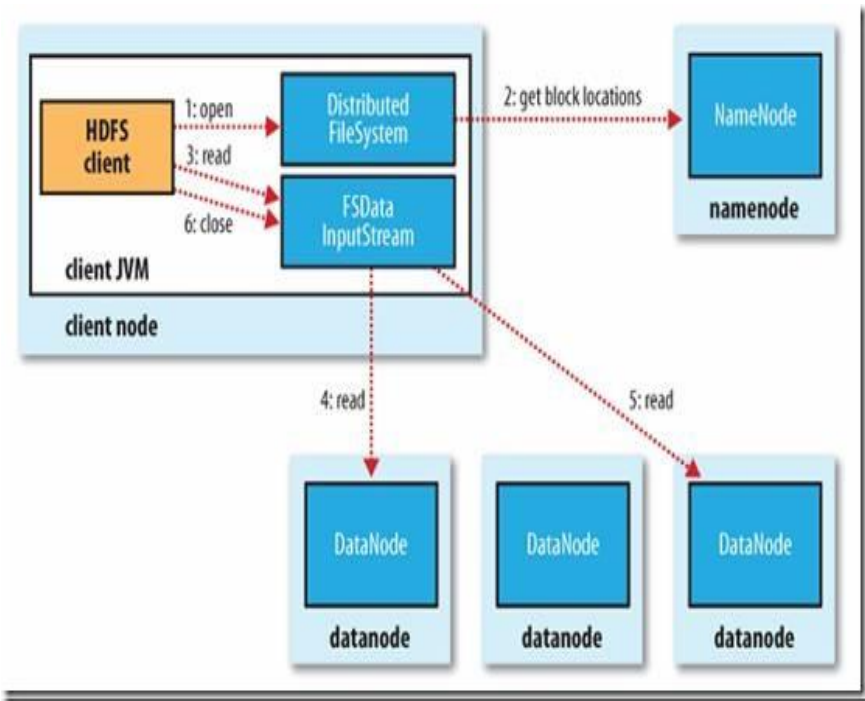 HDFS
client
1: open
3: read
6: close
Distributed
FileSystem
FSData
InputStream
2: get block locations
NameNode
namenode
client JVM
client node
4: read
5: read
DataNode
datanode
DataNode
datanode
DataNode
datanode